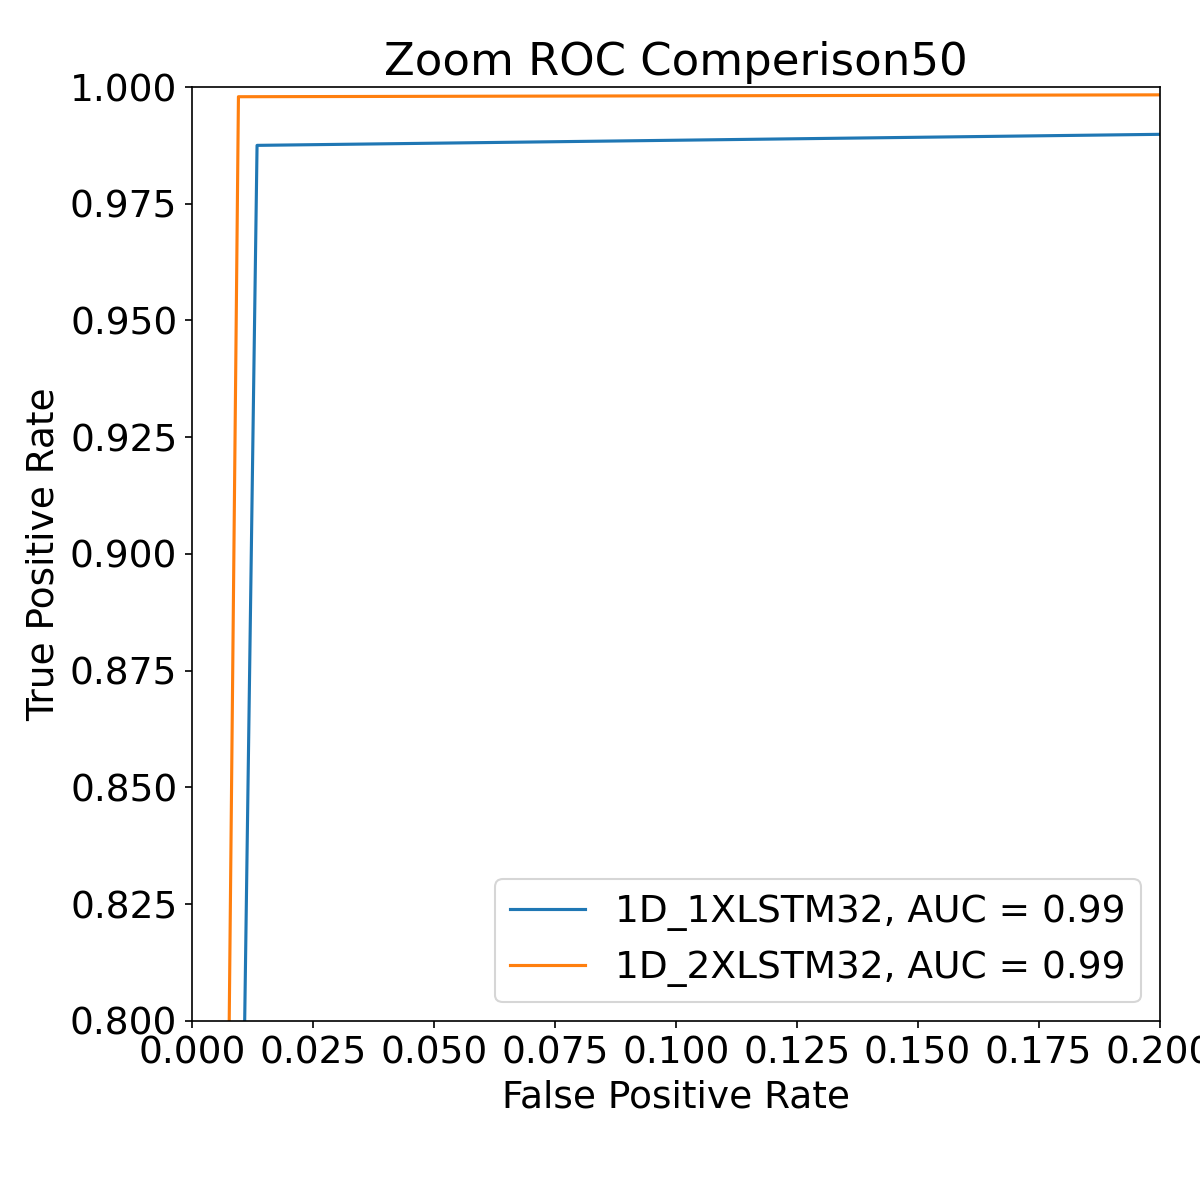 Zoom ROC Comperison50
1.000
0.975
0.950
0.925
0.900
0.875
0.850
0.825
0.800
True Positive Rate
1D_1XLSTM32, AUC = 0.99
1D_2XLSTM32, AUC = 0.99
0.000 0.025 0.050 0.075 0.100 0.125 0.150 0.175 0.200
False Positive Rate